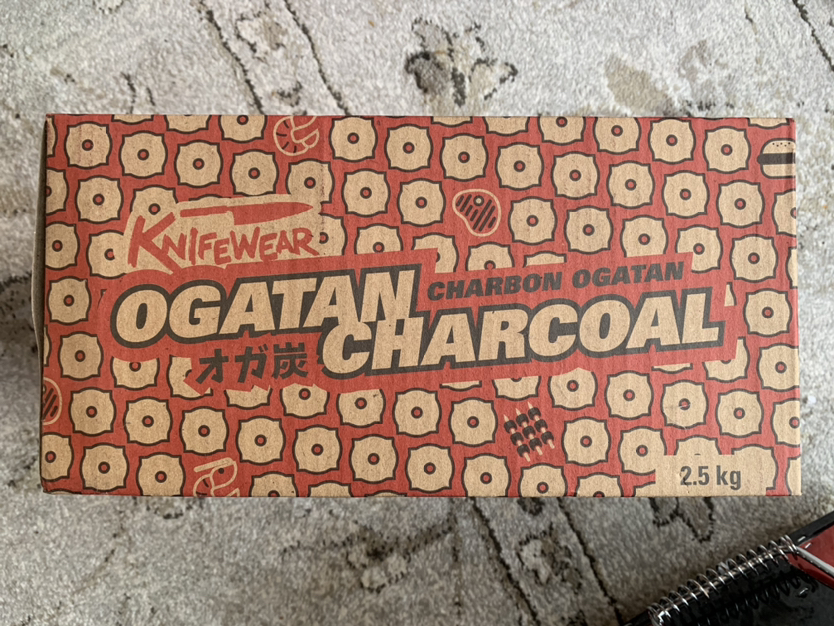 KNIFEWEAR
OGATAN
CHARBON OGATAN
CHARCOAL
オガ炭
2.5 kg